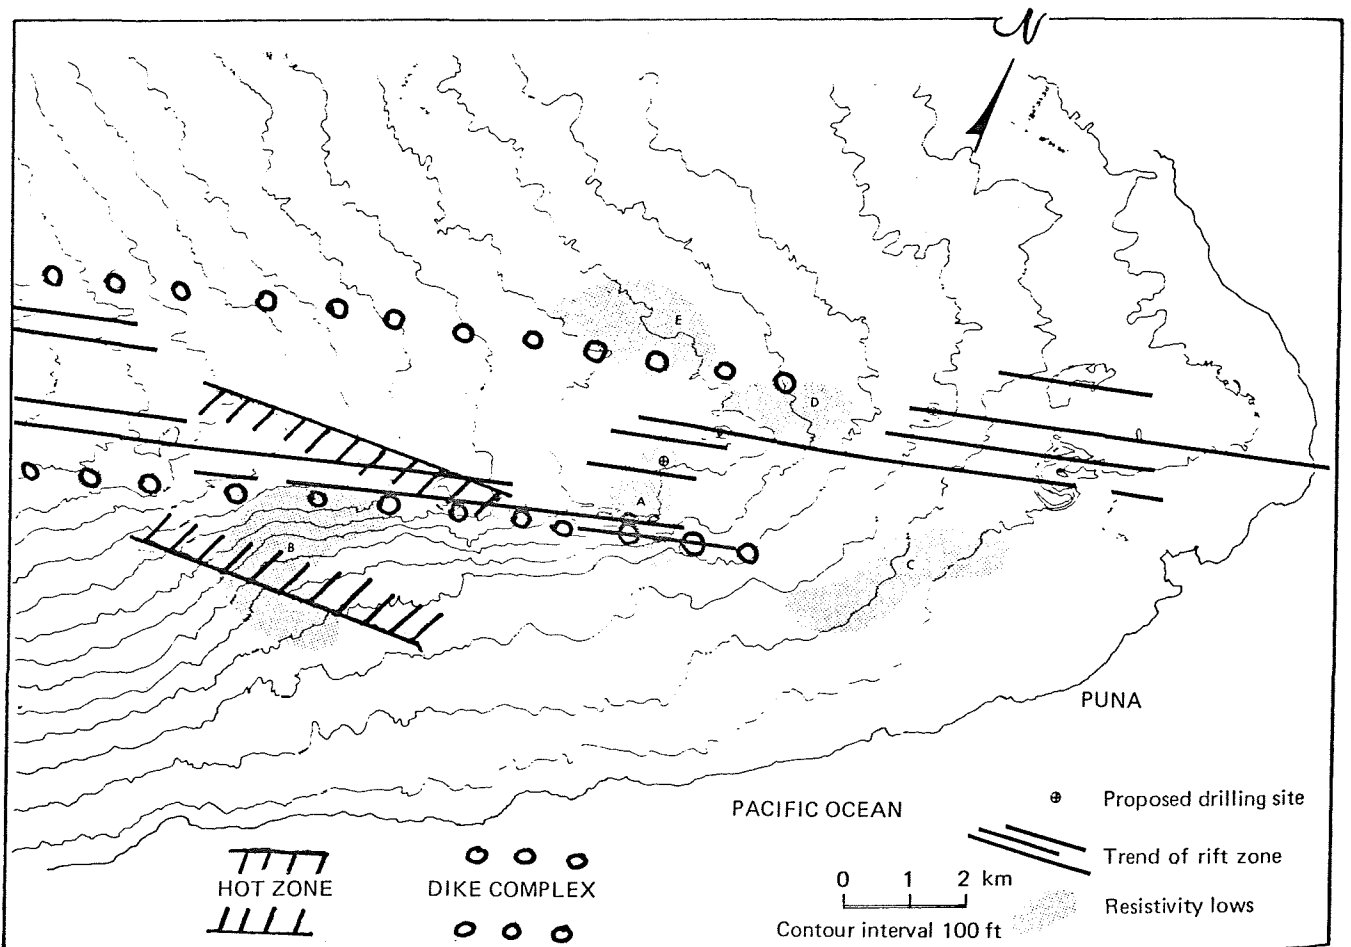 N
E
D
A
B
C
PUNA
PACIFIC OCEAN
Proposed drilling site
Trend of rift zone
HOT ZONE
DIKE COMPLEX
0 1 2 km
Resistivity lows
Contour interval 100 ft